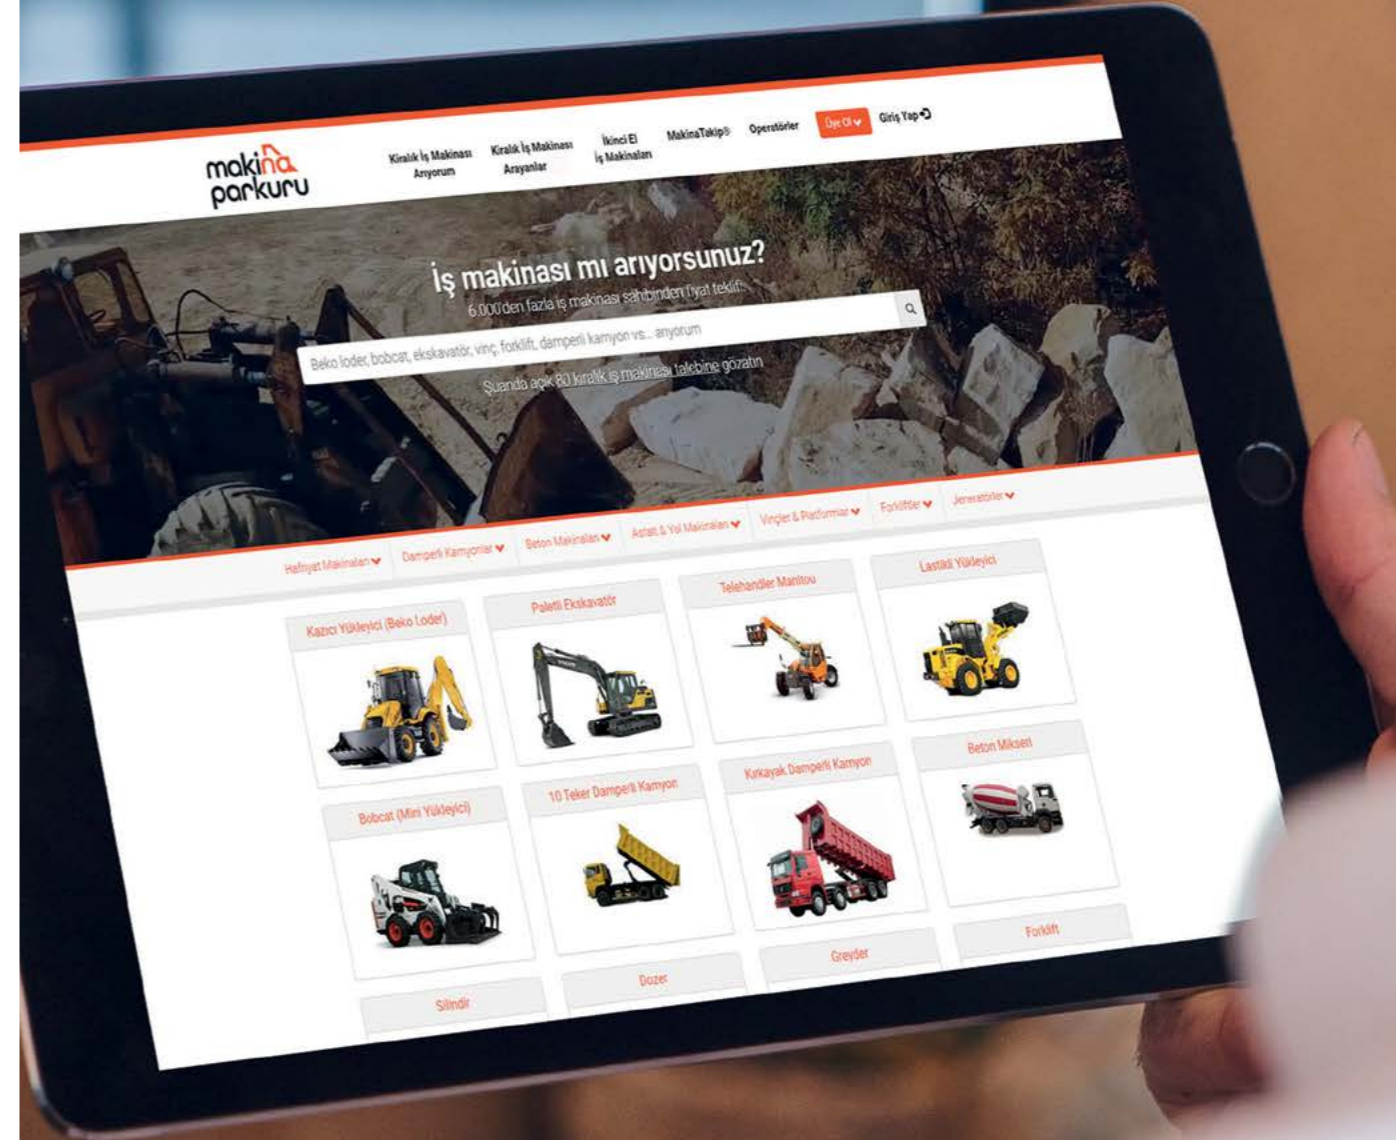 makina
parkuru
Kiralık İş Makinası
Arıyorum
Kiralık İş Makinası
Arayanlar
İkinci El
İş Makinaları
MakinaTakip®
Operatörler
Üye Ol
Giriş Yap
İş makinası mı arıyorsunuz?
6.000'den fazla iş makinası sahibinden fiyat teklifi.
Beko loder, bobcat, ekskavatör, vinç, forklift, damperli kamyon vs... arıyorum
Şuanda açık 80 kiralık iş makinası talebine gözatın
Hafriyat Makinaları
Damperli Kamyonlar
Beton Makinaları
Asfalt & Yol Makinaları
Vinçler & Platformlar
Forkliftler
Jeneratörler
Kazıcı Yükleyici (Beko Loder)
Paletli Ekskavatör
Telehandler Manitou
Lastikli Yükleyici
Bobcat (Mini Yükleyici)
10 Teker Damperli Kamyon
Kırkayak Damperli Kamyon
Beton Mikseri
Silindir
Dozer
Greyder
Forklift